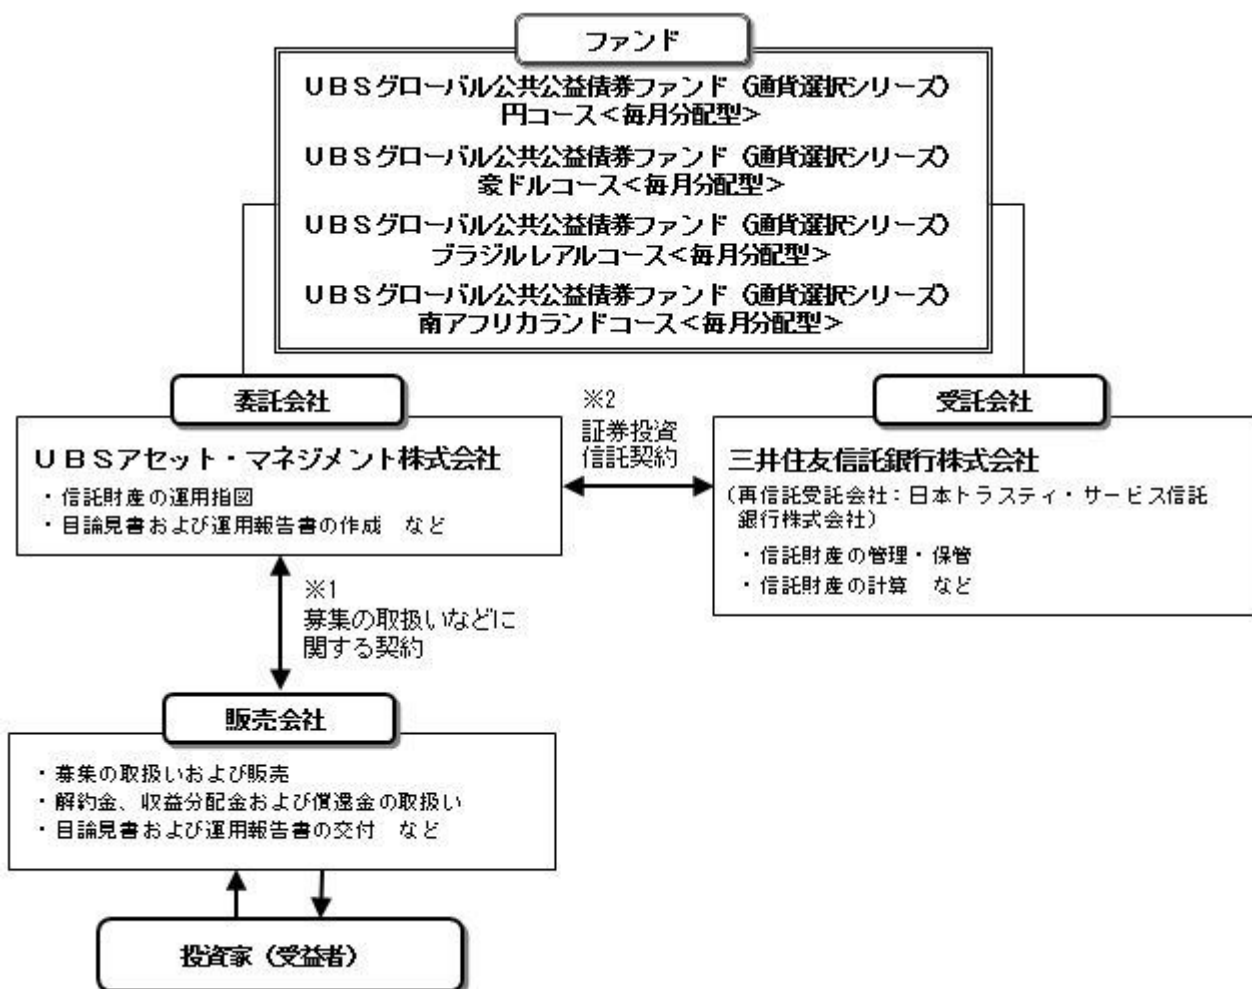 ファンド
UBSグローバル公共公益債券ファンド(通貨選択シリーズ)
円コース<毎月分配型>
UBSグローバル公共公益債券ファンド(通貨選択シリーズ)
豪ドルコース<毎月分配型>
UBSグローバル公共公益債券ファンド(通貨選択シリーズ)
ブラジルレアルコース<毎月分配型>
UBSグローバル公共公益債券ファンド(通貨選択シリーズ)
南アフリカランドコース<毎月分配型>
委託会社
UBSアセット・マネジメント株式会社
・信託財産の運用指図
・目論見書および運用報告書の作成 など
※2
証券投資
信託契約
受託会社
三井住友信託銀行株式会社
(再信託受託会社:日本トラスティ・サービス信託
銀行株式会社)
・信託財産の管理・保管
・信託財産の計算 など
※1
募集の取扱いなどに
関する契約
販売会社
・募集の取扱いおよび販売
・解約金、収益分配金および償還金の取扱い
・目論見書および運用報告書の交付 など
投資家(受益者)